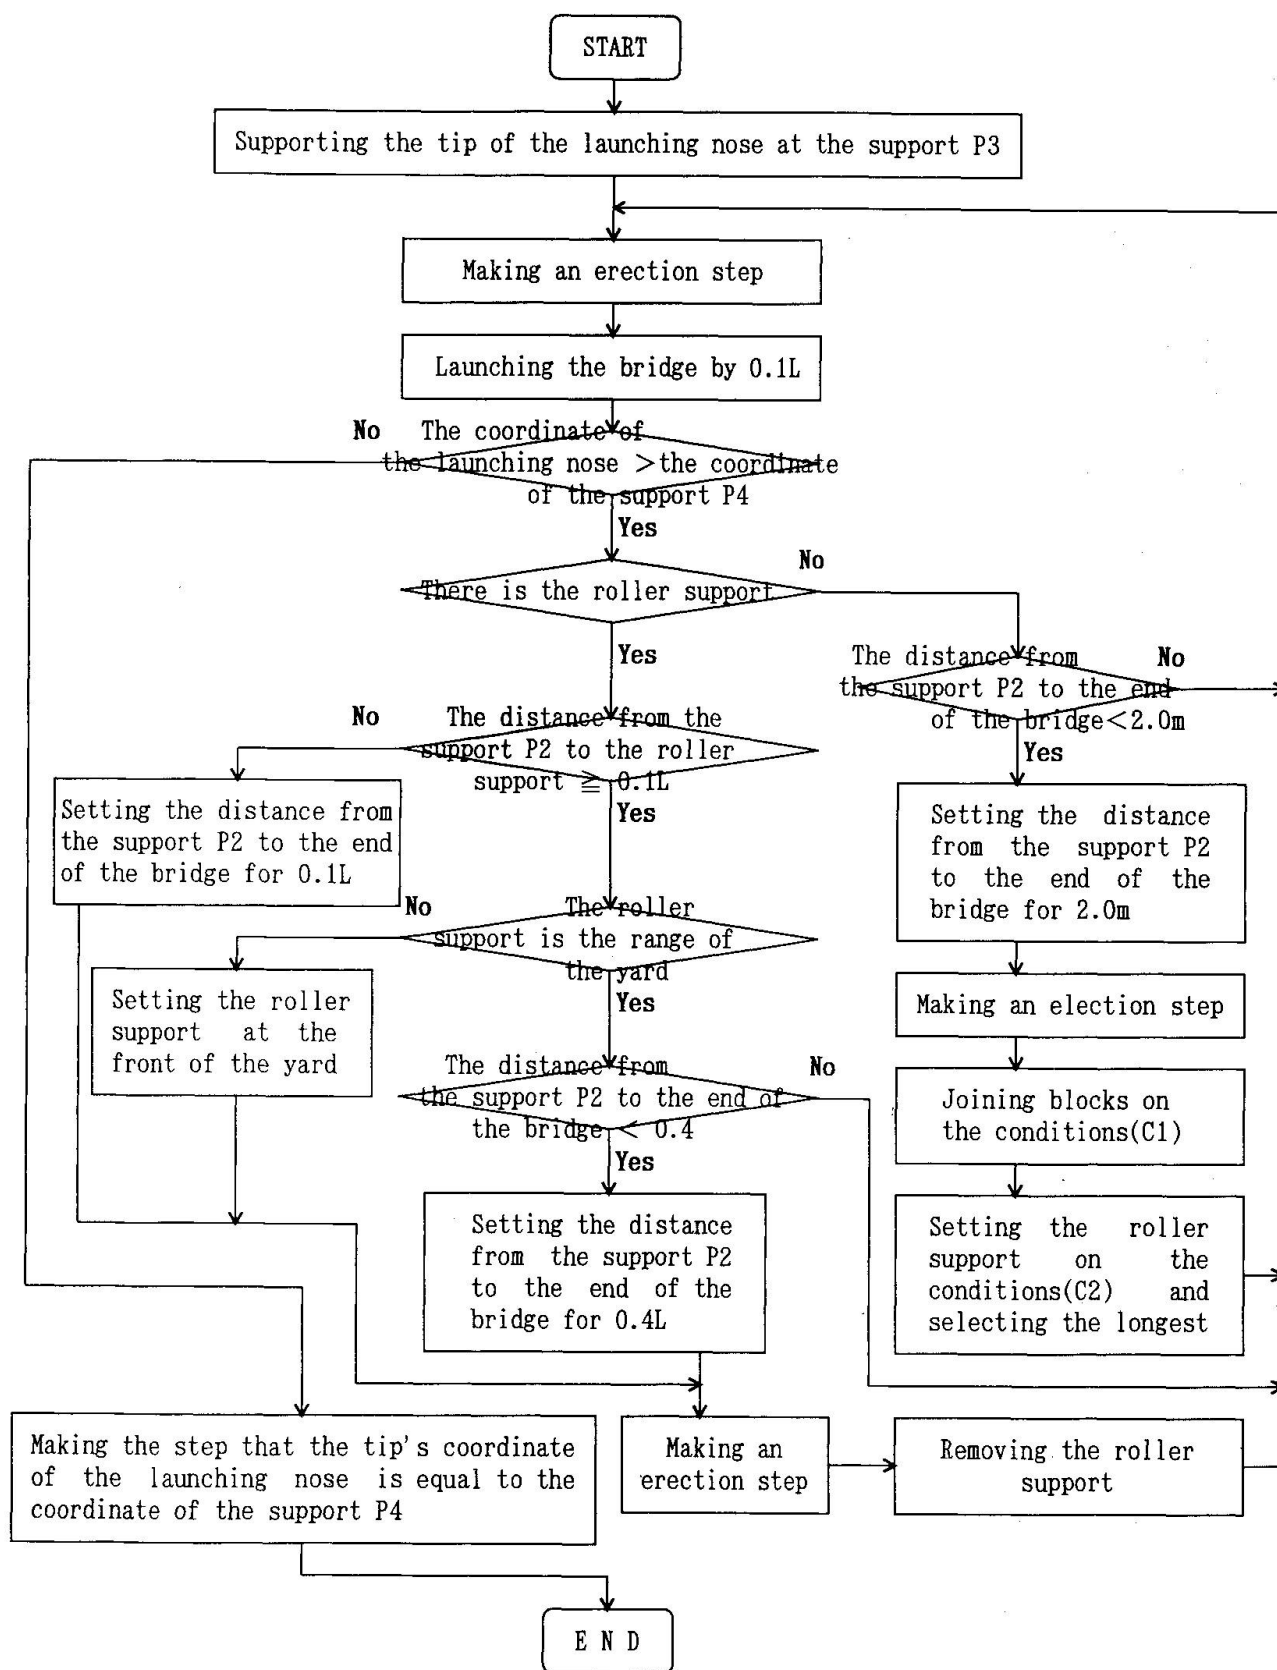 START
Supporting the tip of the launching nose at the support P3
Making an erection step
Launching the bridge by 0.1L
No
The coordinate of
the launching nose >the coordinate
of the support P4
Yes
No
There is the roller support
Yes
The distance from
the support P2 to the end
of the bridge<2.0m
No
Yes
No
The distance from the
support P2 to the roller
support ≧ 0.1L
Yes
Setting the distance from
the support P2 to the end
of the bridge for 0.1L
Setting the distance
from the support P2
to the end of the
bridge for 2.0m
No
The roller
support is the range of
the yard
Yes
Setting the roller
support at the
front of the yard
Making an election step
The distance from
the support P2 to the end of
the bridge < 0.4
No
Yes
Joining blocks on
the conditions(C1)
Setting the distance
from the support P2
to the end of the
bridge for 0.4L
Setting the roller
support on the
conditions(C2) and
selecting the longest
Making the step that the tip's coordinate
of the launching nose is equal to the
coordinate of the support P4
Making an
erection step
Removing the roller
support
E N D